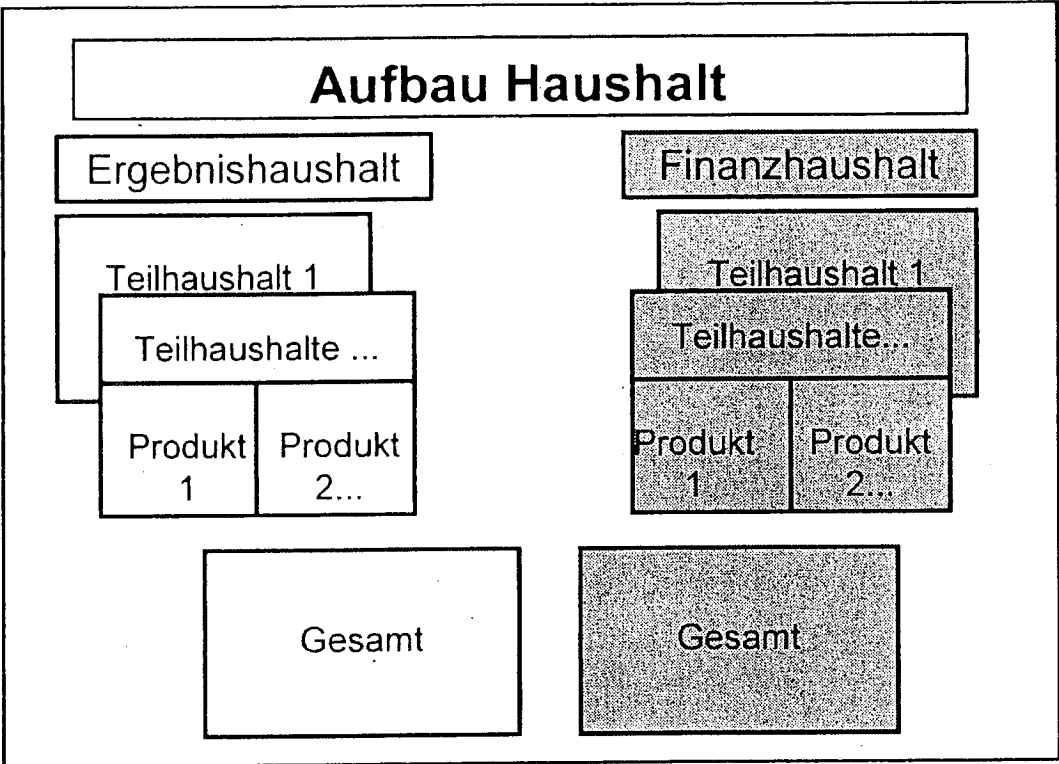 Aufbau Haushalt
Ergebnishaushalt
Teilhaushalt 1
Teilhaushalte ...
Produkt
1
Produkt
2...
Gesamt
Finanzhaushalt
Teilhaushalt 1
Teilhaushalte...
Produkt
1
Produkt
2...
Gesamt